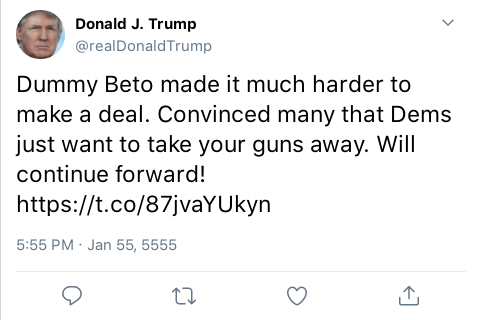 Donald J. Trump
@realDonaldTrump
Dummy Beto made it much harder to
make a deal. Convinced many that Dems
just want to take your guns away. Will
continue forward!
https://t.co/87jvaYUkyn
5:55 PM · Jan 55, 5555